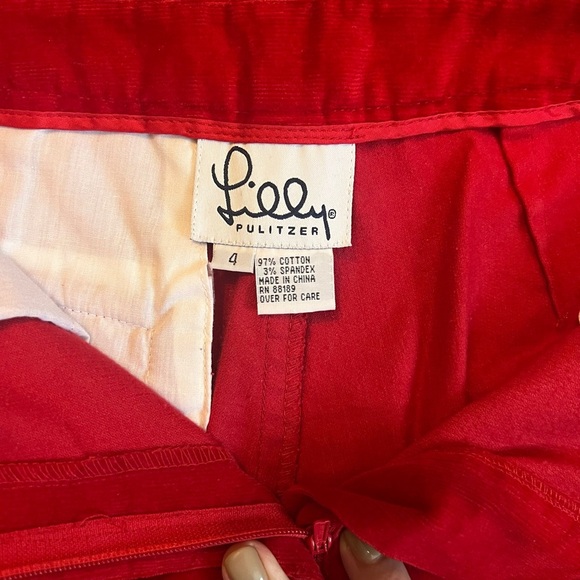 Lilly®
PULITZER
4
97% COTTON
3% SPANDEX
MADE IN CHINA
RN 88189
OVER FOR CARE